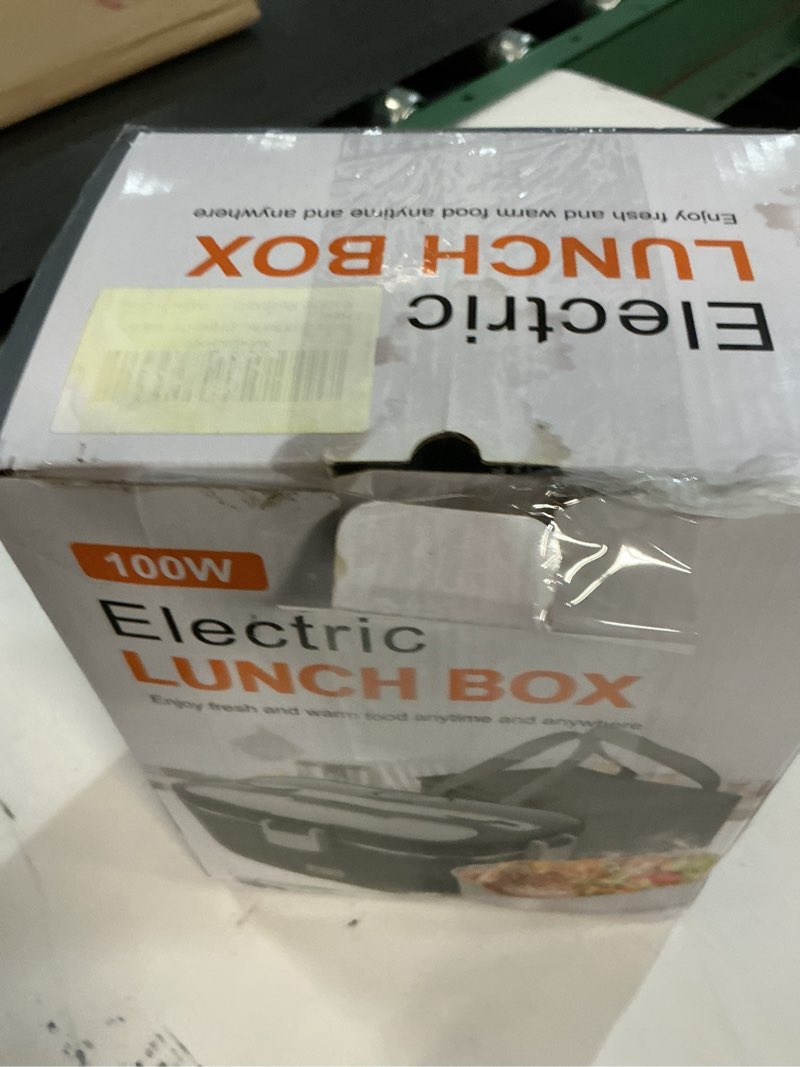 Enjoy fresh and warm food anytime and anywhere
LUNCH BOX
Electric
100W
Electric
LUNCH BOX
Enjoy fresh and warm food anytime and anywhere